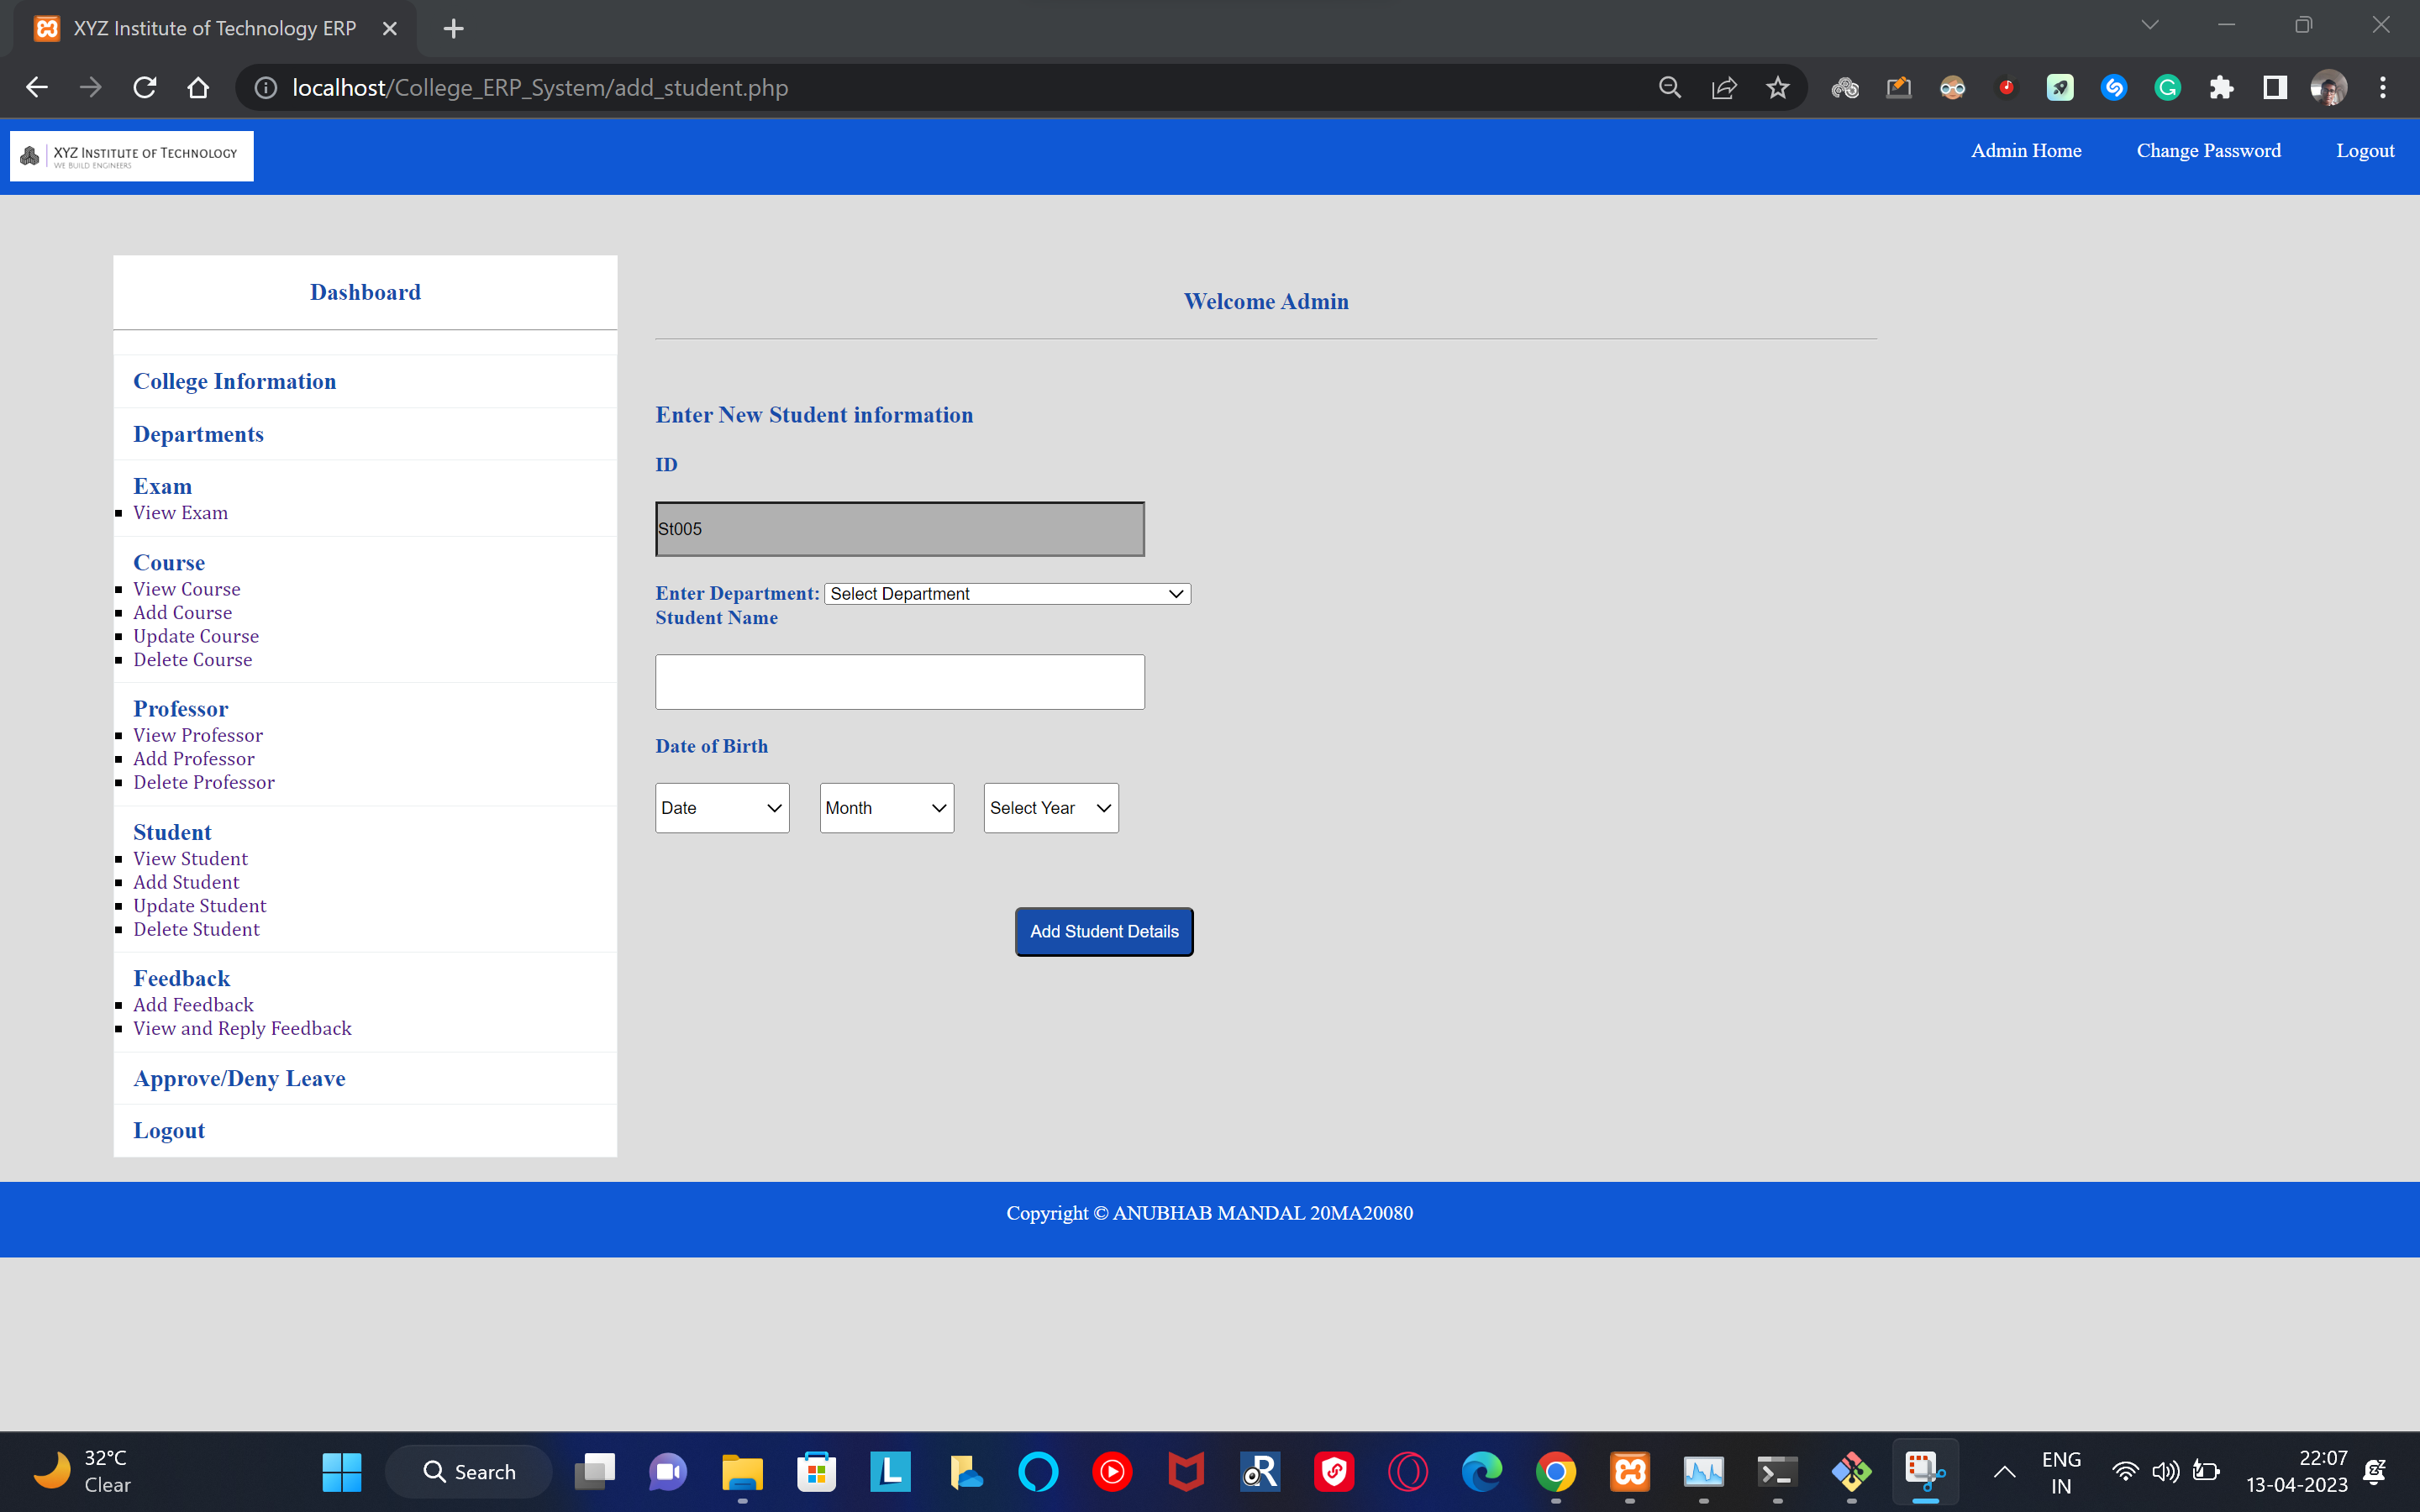 XYZ Institute of Technology ERP
localhost/College_ERP_System/add_student.php
XYZ INSTITUTE OF TECHNOLOGY
WE BUILD ENGINEERS
Admin Home
Change Password
Logout
Dashboard
College Information
Departments
Exam
View Exam
Course
View Course
Add Course
Update Course
Delete Course
Professor
View Professor
Add Professor
Delete Professor
Student
View Student
Add Student
Update Student
Delete Student
Feedback
Add Feedback
View and Reply Feedback
Approve/Deny Leave
Logout
Welcome Admin
Enter New Student information
ID
St005
Enter Department: Select Department
Student Name
Date of Birth
Date
Month
Select Year
Add Student Details
Copyright © ANUBHAB MANDAL 20MA20080
32°C
Clear
Search
ENG
IN
22:07
13-04-2023